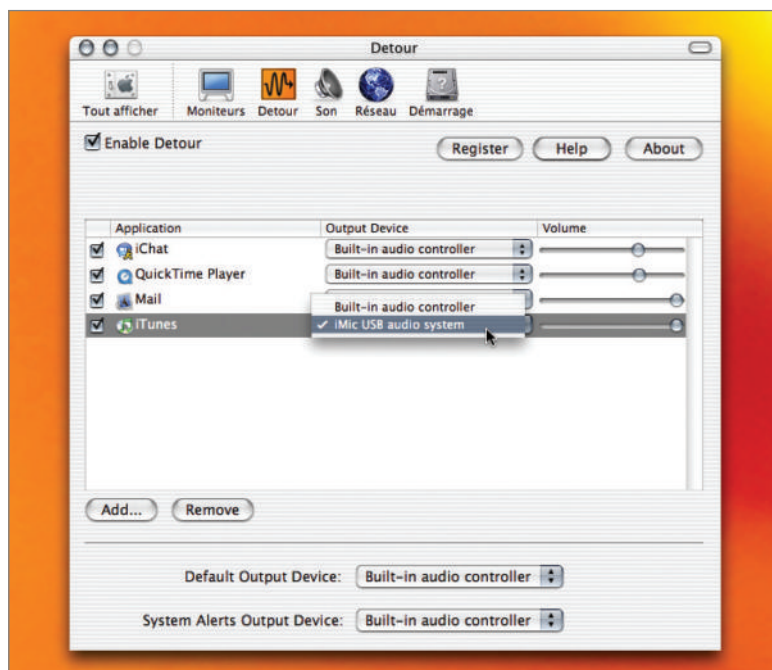 Detour
Tout afficher Moniteurs Detour Son Réseau Démarrage
Enable Detour Register Help About
Application Output Device Volume
iChat Built-in audio controller
QuickTime Player Built-in audio controller
Mail Built-in audio controller
iTunes ✓ iMic USB audio system
Add... Remove
Default Output Device: Built-in audio controller
System Alerts Output Device: Built-in audio controller